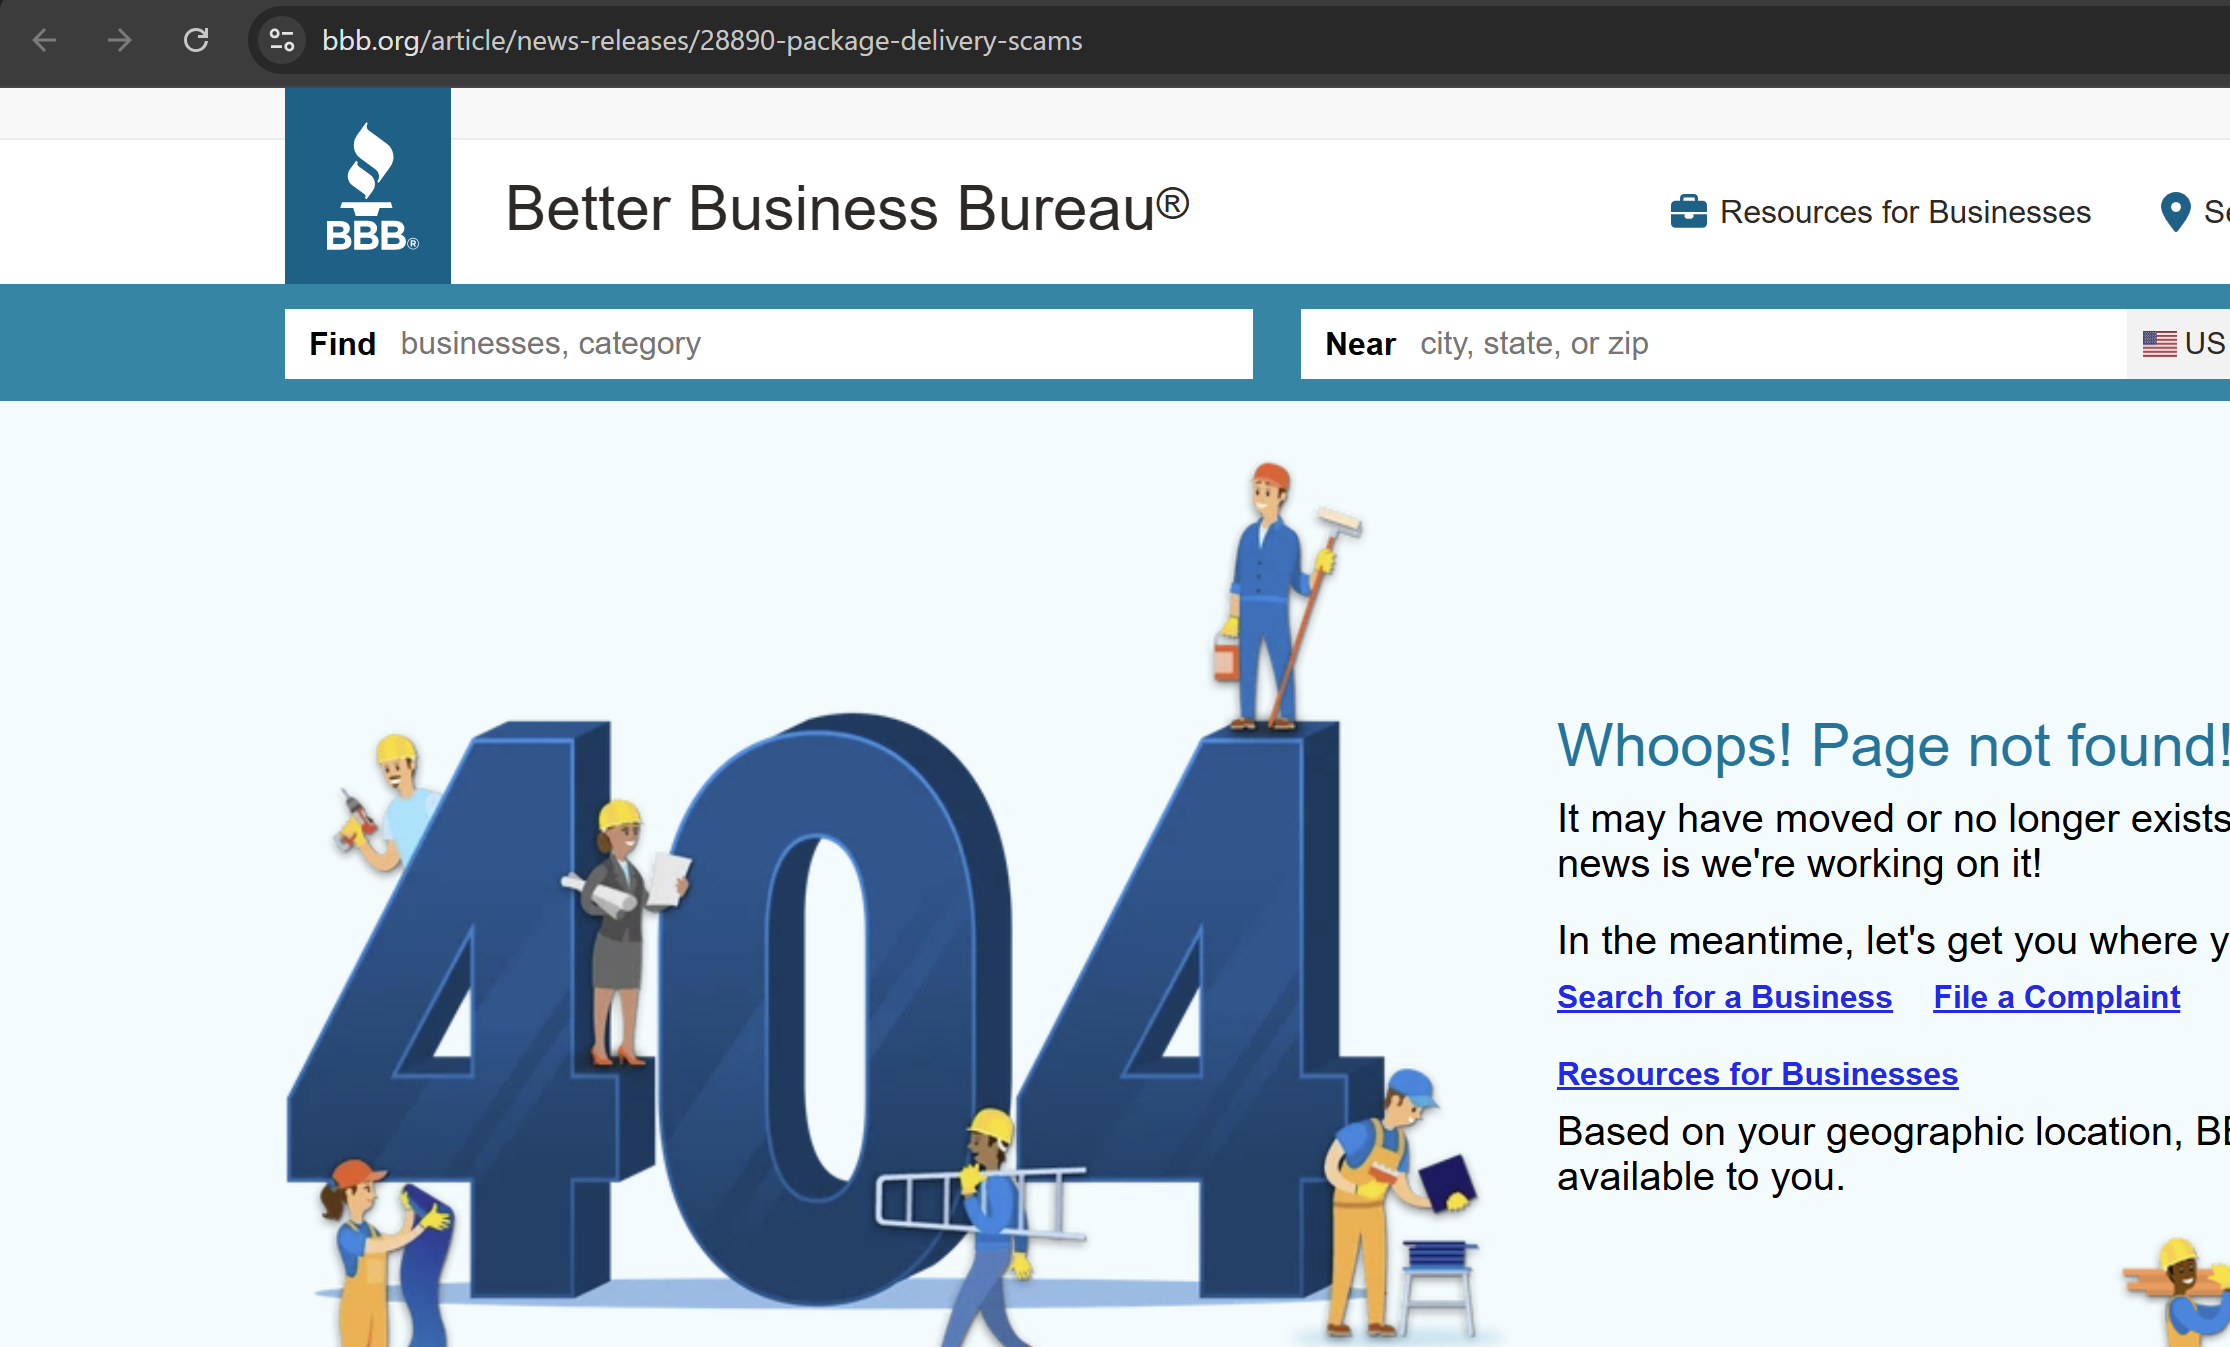 bbb.org/article/news-releases/28890-package-delivery-scams
BBB®
Better Business Bureau®
Resources for Businesses
Find businesses, category
Near city, state, or zip
US
404
Whoops! Page not found!
It may have moved or no longer exists
news is we're working on it!
In the meantime, let's get you where
Search for a Business File a Complaint
Resources for Businesses
Based on your geographic location,
available to you.